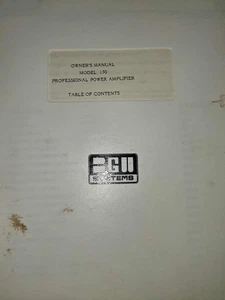 OWNER'S MANUAL
MODEL 150
PROFESSIONAL POWER AMPLIFIER
TABLE OF CONTENTS
SYSTEMS